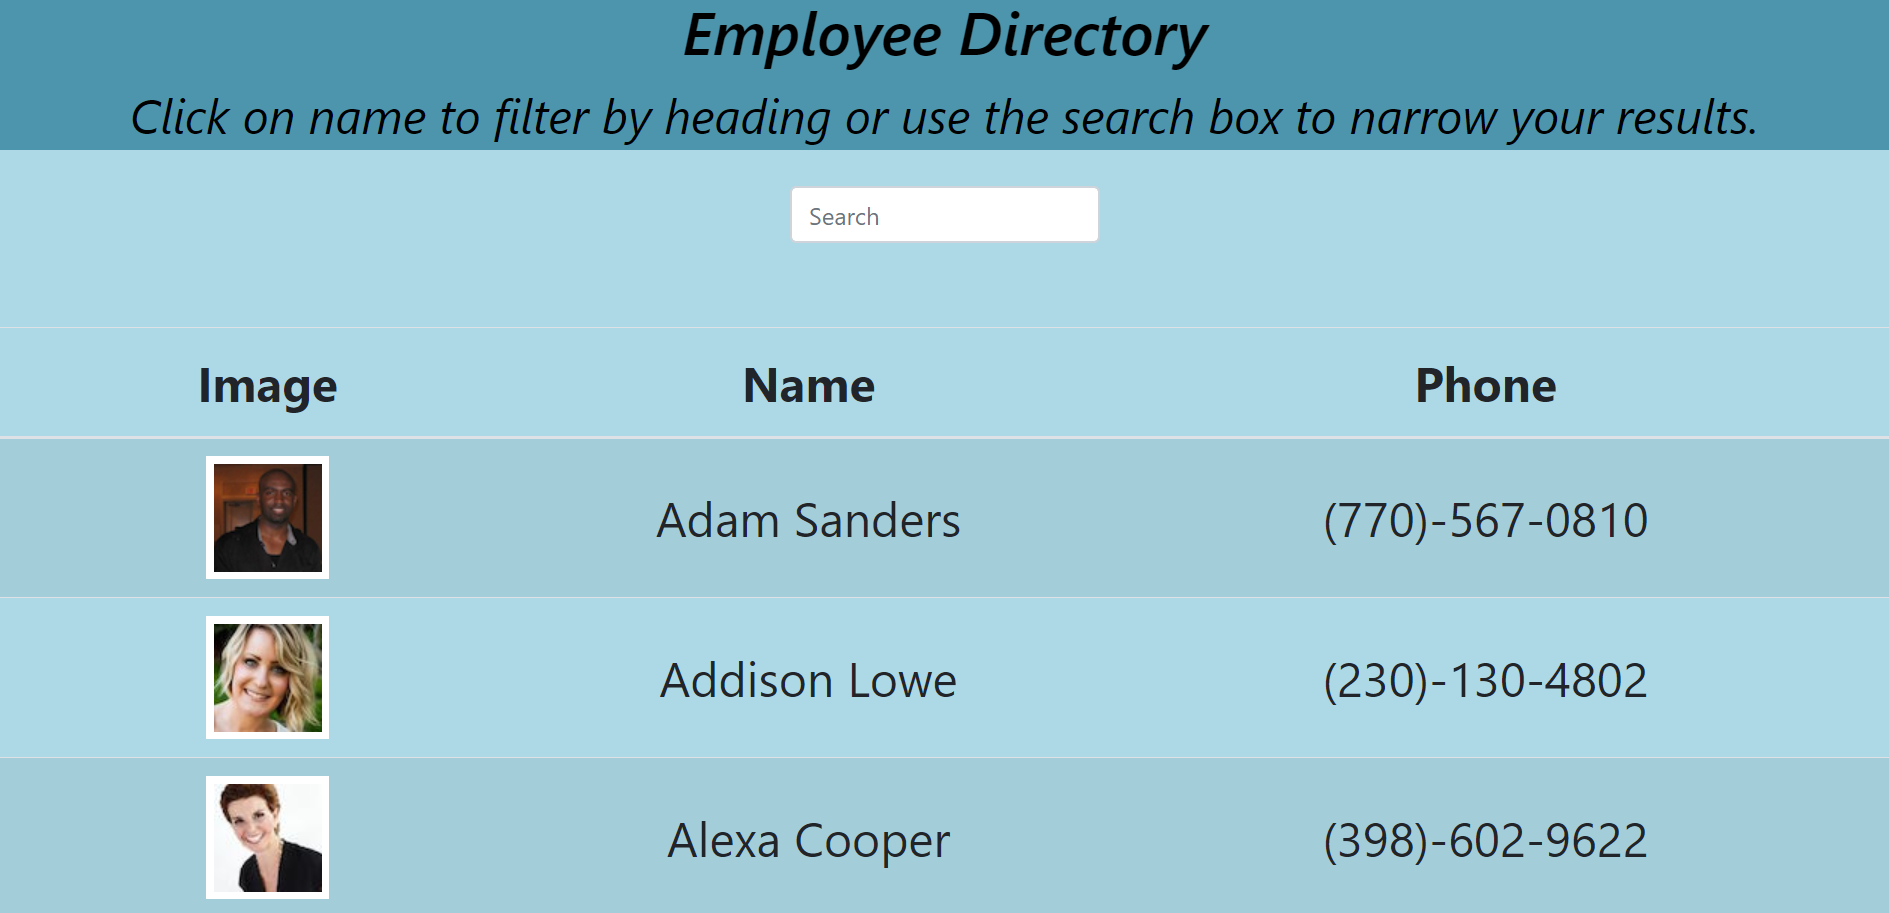 Employee Directory
Click on name to filter by heading or use the search box to narrow your results.
Search
Image Name Phone
Adam Sanders (770)-567-0810
Addison Lowe (230)-130-4802
Alexa Cooper (398)-602-9622